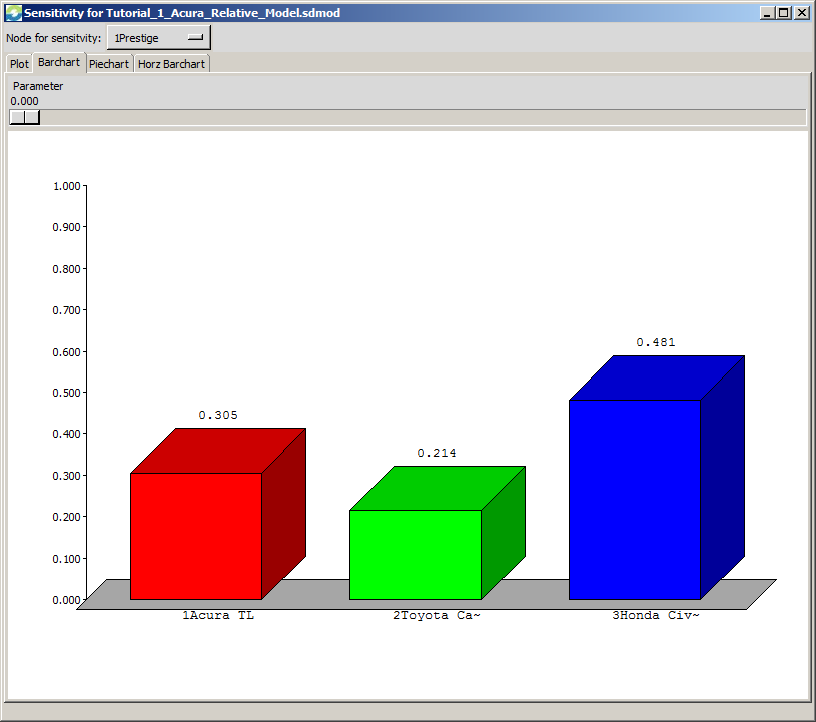 Sensitivity for Tutorial_1_Acura_Relative_Model.sdmod
Node for sensitvity: 1Prestige
Plot Barchart Piechart Horz Barchart
Parameter
0.000
1.000
0.900
0.800
0.700
0.600
0.500
0.400
0.300
0.200
0.100
0.000
0.305
0.214
0.481
1Acura TL
2Toyota Ca~
3Honda Civ~